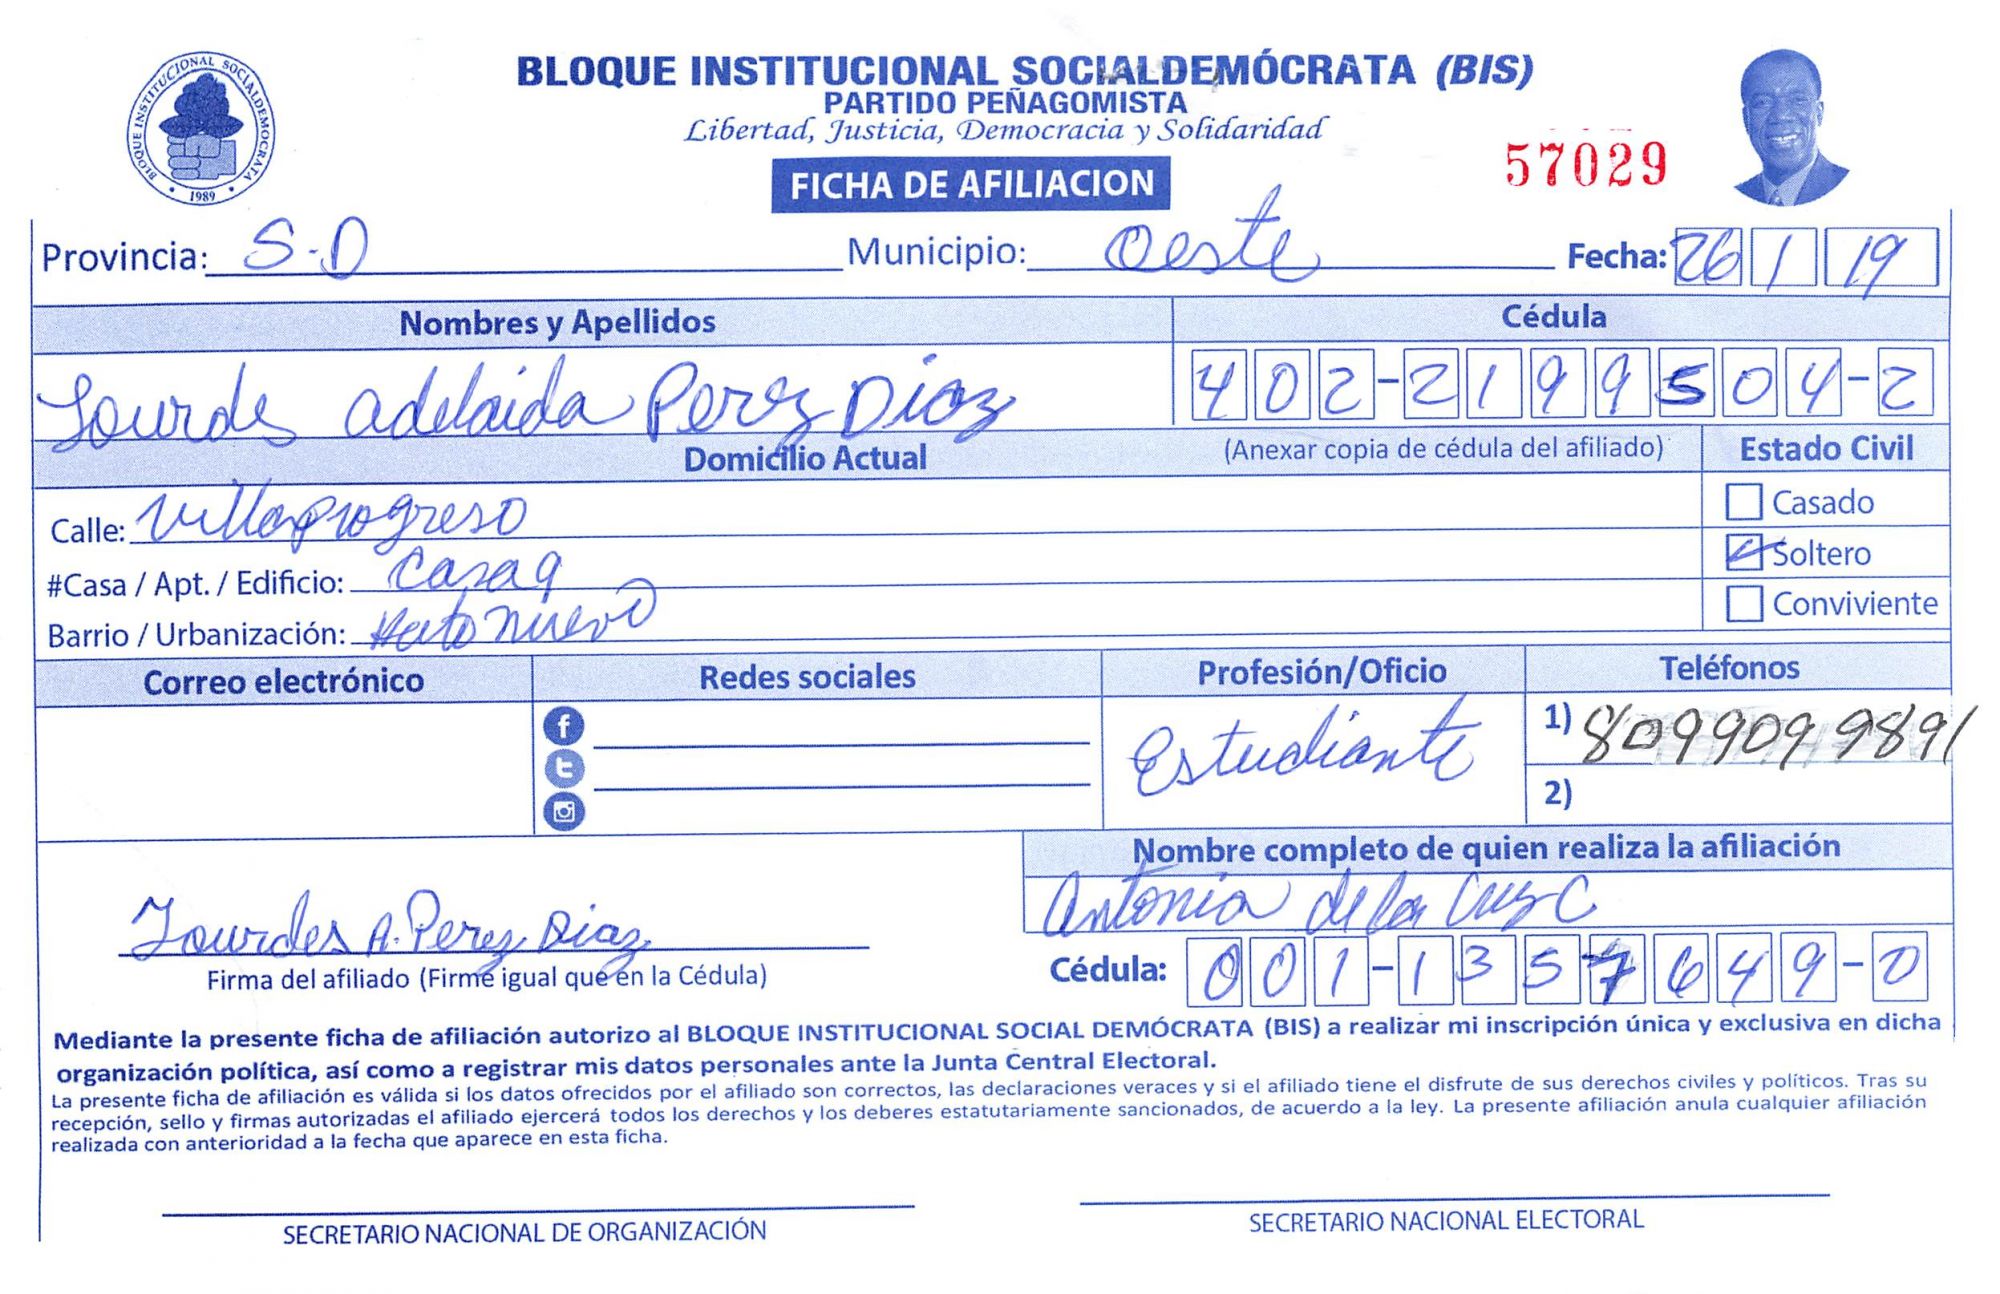 BLOQUE INSTITUCIONAL SOCIALDEMÓCRATA (BIS)
BLOQUE INSTITUCIONAL SOCIALDEMOCRATA
1989
PARTIDO PEÑAGOMISTA
Libertad, Justicia, Democracia y Solidaridad
57029
FICHA DE AFILIACION
Provincia: S.D Municipio: Oeste Fecha: 26 1 19
Nombres y Apellidos Cédula
Lourdes adelaida Perez Diaz 402-2199504-2
Domicilio Actual (Anexar copia de cédula del afiliado) Estado Civil
Calle: Villa progreso Casado
#Casa / Apt. / Edificio: Casa 9 Soltero
Barrio / Urbanización: Hato nuevo Conviviente
Correo electrónico Redes sociales Profesión/Oficio Teléfonos
Estudiante 1) 8099099891
2)
Nombre completo de quien realiza la afiliación
Antonia de la Cruz C
Lourdes A. Perez Diaz
Firma del afiliado (Firme igual que en la Cédula) Cédula: 001-1357649-0
Mediante la presente ficha de afiliación autorizo al BLOQUE INSTITUCIONAL SOCIAL DEMÓCRATA (BIS) a realizar mi inscripción única y exclusiva en dicha
organización política, así como a registrar mis datos personales ante la Junta Central Electoral.
La presente ficha de afiliación es válida si los datos ofrecidos por el afiliado son correctos, las declaraciones veraces y si el afiliado tiene el disfrute de sus derechos civiles y políticos. Tras su
recepción, sello y firmas autorizadas el afiliado ejercerá todos los derechos y los deberes estatutariamente sancionados, de acuerdo a la ley. La presente afiliación anula cualquier afiliación
realizada con anterioridad a la fecha que aparece en esta ficha.
SECRETARIO NACIONAL DE ORGANIZACIÓN SECRETARIO NACIONAL ELECTORAL